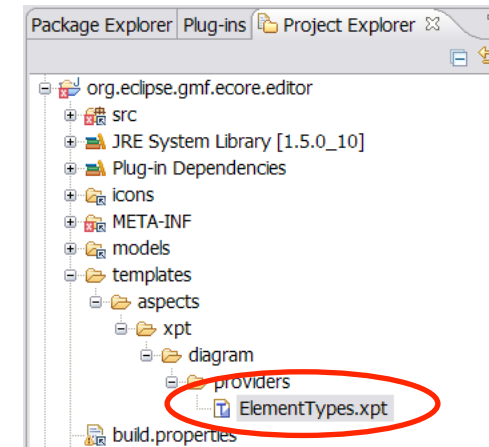 Package Explorer Plug-ins Project Explorer
org.eclipse.gmf.ecore.editor
src
JRE System Library [1.5.0_10]
Plug-in Dependencies
icons
META-INF
models
templates
aspects
xpt
diagram
providers
ElementTypes.xpt
build.properties